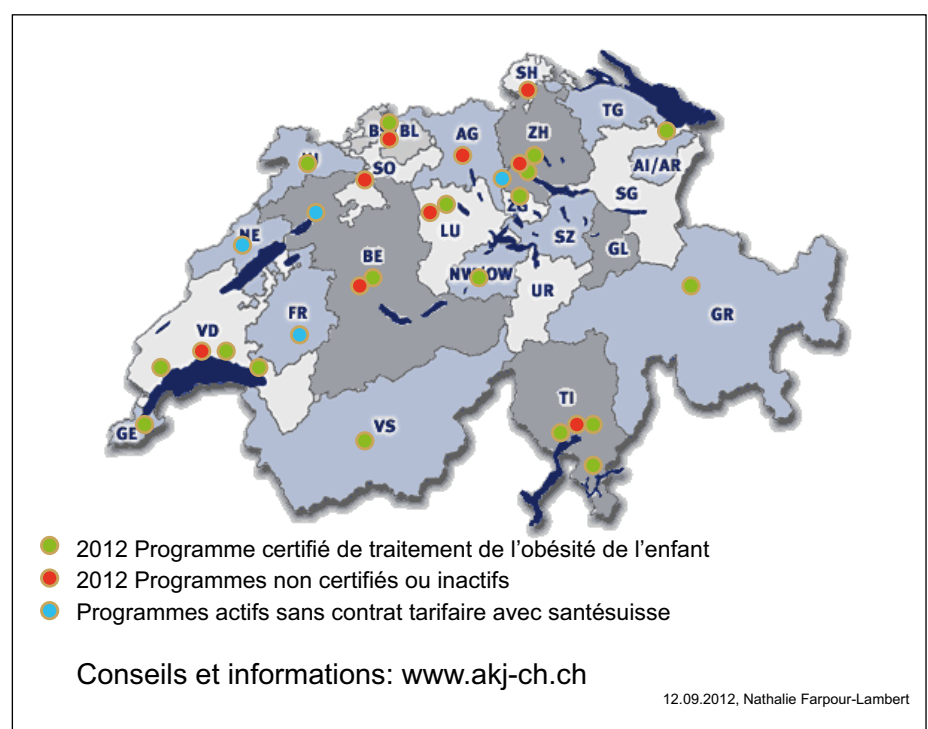 SH
TG
B BL
AG
ZH
AI/AR
SO
SG
ZG
LU
NE
SZ
GL
BE
NW/OW
UR
FR
GR
VD
TI
VS
GE
2012 Programme certifié de traitement de l’obésité de l’enfant
2012 Programmes non certifiés ou inactifs
Programmes actifs sans contrat tarifaire avec santésuisse
Conseils et informations: www.akj-ch.ch
12.09.2012, Nathalie Farpour-Lambert